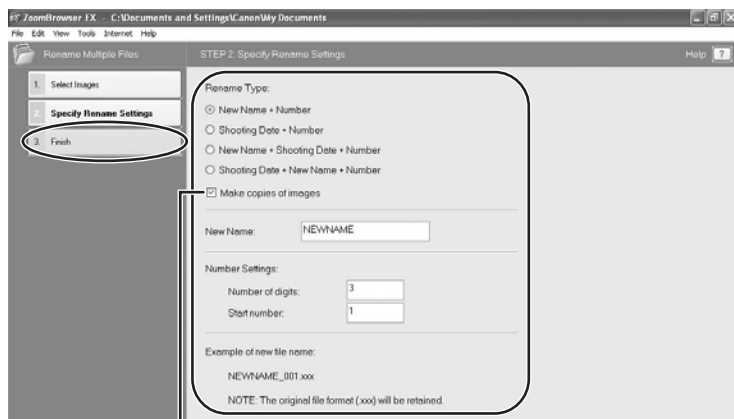 ZoomBrowser EX - C:\Documents and Settings\Canon\My Documents
File Edit View Tools Internet Help
Rename Multiple Files
STEP 2: Specify Rename Settings
Help ?
1. Select Images
2. Specify Rename Settings
3. Finish
Rename Type:
New Name + Number
Shooting Date + Number
New Name + Shooting Date + Number
Shooting Date + New Name + Number
Make copies of images
New Name: NEWNAME
Number Settings:
Number of digits: 3
Start number: 1
Example of new file name:
NEWNAME_001.xxx
NOTE: The original file format (.xxx) will be retained.